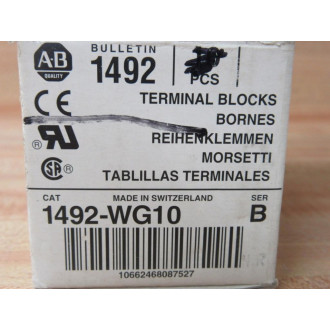 A-B
QUALITY
BULLETIN
1492
PCS
CE
TERMINAL BLOCKS
BORNES
REIHENKLEMMEN
MORSETTI
TABLILLAS TERMINALES
CAT
MADE IN SWITZERLAND
SER
1492-WG10
B
10662468087527